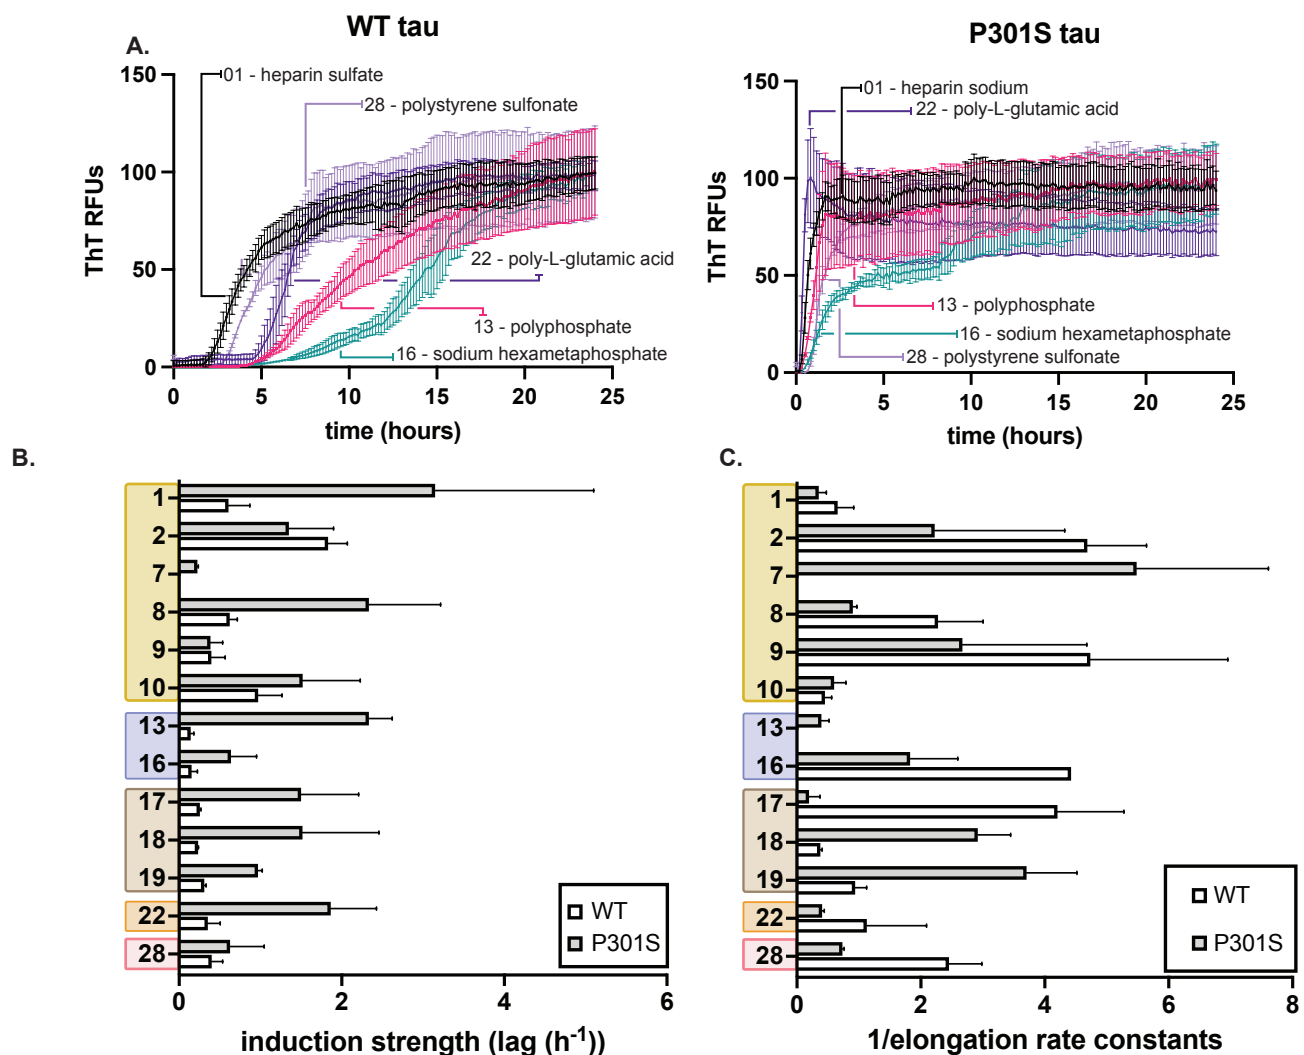 WT tau
P301S tau
A.
150
100
50
0
ThT RFUs
01 - heparin sulfate
28 - polystyrene sulfonate
22 - poly-L-glutamic acid
13 - polyphosphate
16 - sodium hexametaphosphate
0 5 10 15 20 25
time (hours)
150
100
50
0
ThT RFUs
01 - heparin sodium
22 - poly-L-glutamic acid
13 - polyphosphate
16 - sodium hexametaphosphate
28 - polystyrene sulfonate
0 5 10 15 20 25
time (hours)
B.
1
2
7
8
9
10
13
16
17
18
19
22
28
WT
P301S
0 2 4 6
induction strength (lag (h⁻¹))
C.
1
2
7
8
9
10
13
16
17
18
19
22
28
WT
P301S
0 2 4 6 8
1/elongation rate constants